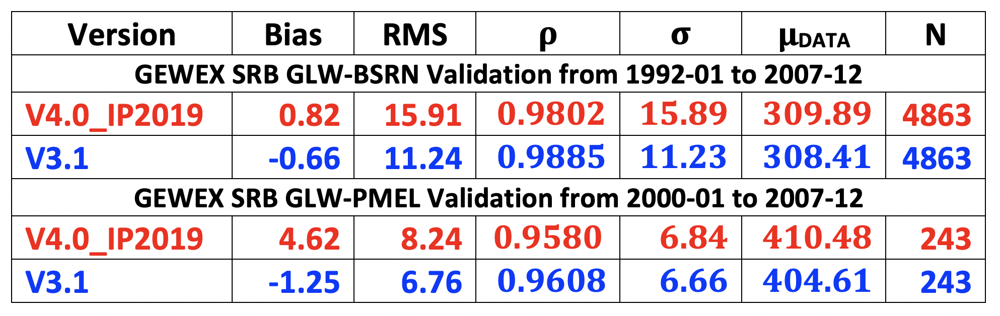 Version Bias RMS ρ σ μDATA N
GEWEX SRB GLW-BSRN Validation from 1992-01 to 2007-12
V4.0_IP2019 0.82 15.91 0.9802 15.89 309.89 4863
V3.1 -0.66 11.24 0.9885 11.23 308.41 4863
GEWEX SRB GLW-PMEL Validation from 2000-01 to 2007-12
V4.0_IP2019 4.62 8.24 0.9580 6.84 410.48 243
V3.1 -1.25 6.76 0.9608 6.66 404.61 243